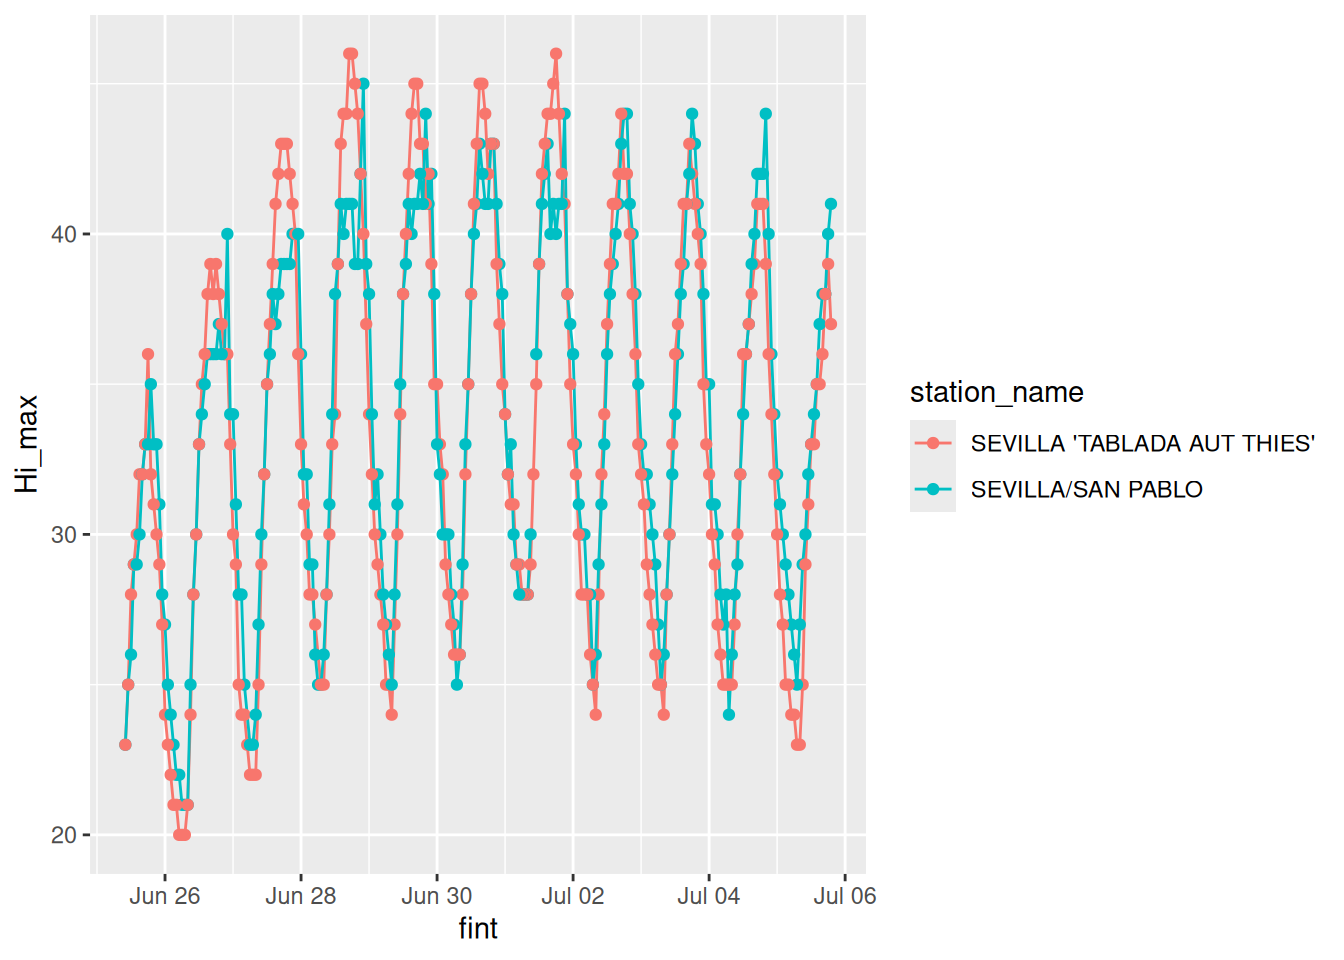 40
30
20
Hi_max
Jun 26
Jun 28
Jun 30
Jul 02
Jul 04
Jul 06
fint
station_name
SEVILLA 'TABLADA AUT THIES'
SEVILLA/SAN PABLO